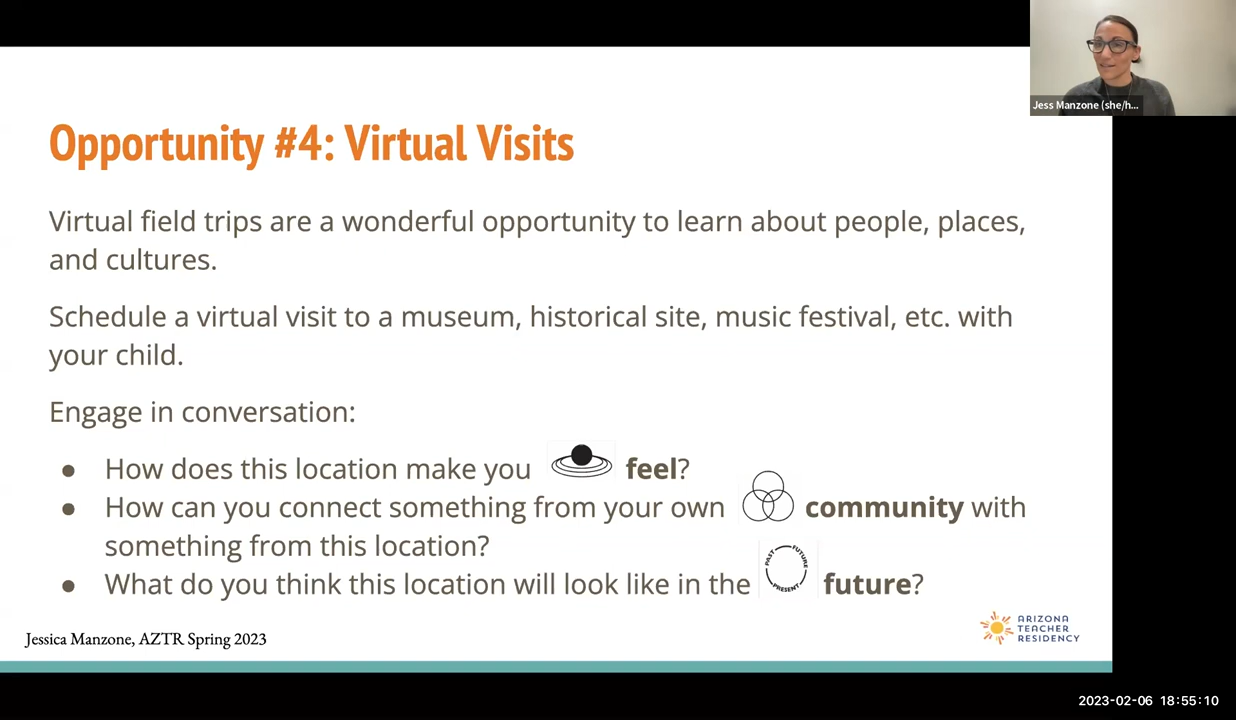 Jess Manzone (she/h...
Opportunity #4: Virtual Visits
Virtual field trips are a wonderful opportunity to learn about people, places,
and cultures.
Schedule a virtual visit to a museum, historical site, music festival, etc. with
your child.
Engage in conversation:
● How does this location make you feel?
● How can you connect something from your own community with
something from this location?
PAST FUTURE PRESENT
● What do you think this location will look like in the future?
ARIZONA
TEACHER
RESIDENCY
Jessica Manzone, AZTR Spring 2023
2023-02-06 18:55:10